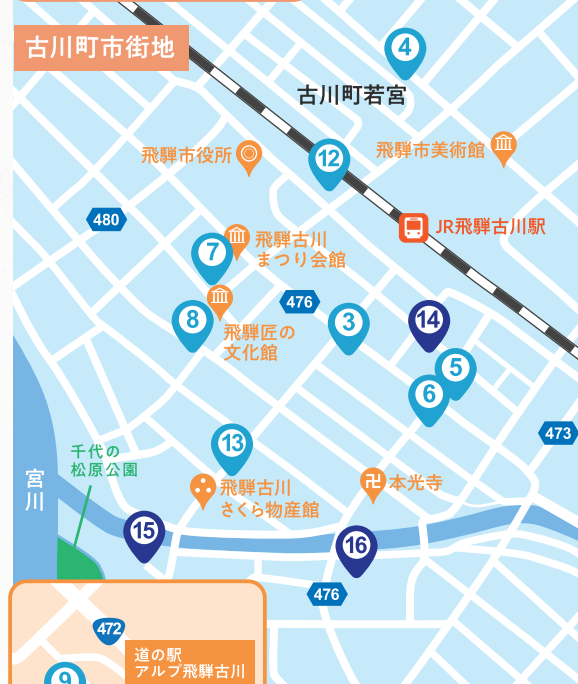 古川町市街地
4
古川町若宮
飛騨市役所
12
飛騨市美術館
480
JR飛騨古川駅
7
飛騨古川
まつり会館
476
8
飛騨匠の
文化館
3
14
5
6
473
13
千代の
松原公園
宮川
飛騨古川
さくら物産館
卍
本光寺
15
16
476
472
道の駅
アルプ飛騨古川
9